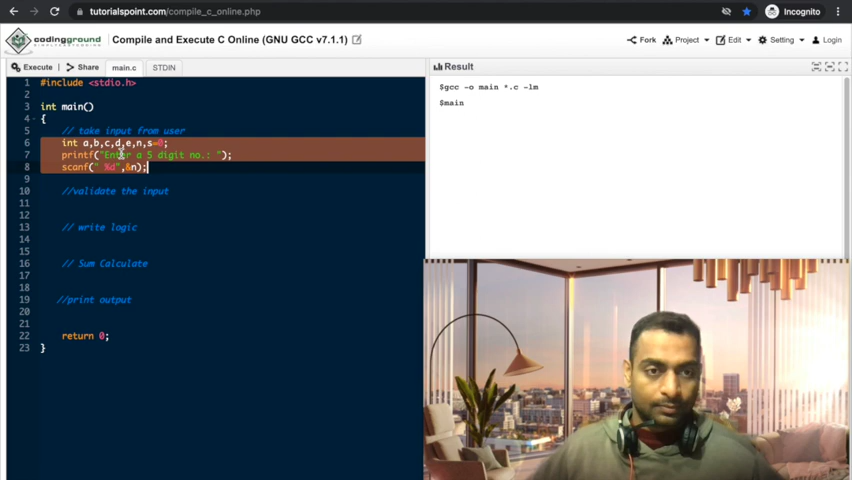 tutorialspoint.com/compile_c_online.php
Incognito
codingground
Compile and Execute C Online (GNU GCC v7.1.1)
Fork Project Edit Setting Login
Execute Share main.c STDIN
Result
$gcc -o main *.c -lm
$main
1 #include <stdio.h>
2
3 int main()
4 {
5 // take input from user
6 int a,b,c,d,e,n,s=0;
7 printf("Enter a 5 digit no.: ");
8 scanf(" %d",&n);
9
10 //validate the input
11
12
13 // write logic
14
15
16 // Sum Calculate
17
18
19 //print output
20
21
22 return 0;
23 }